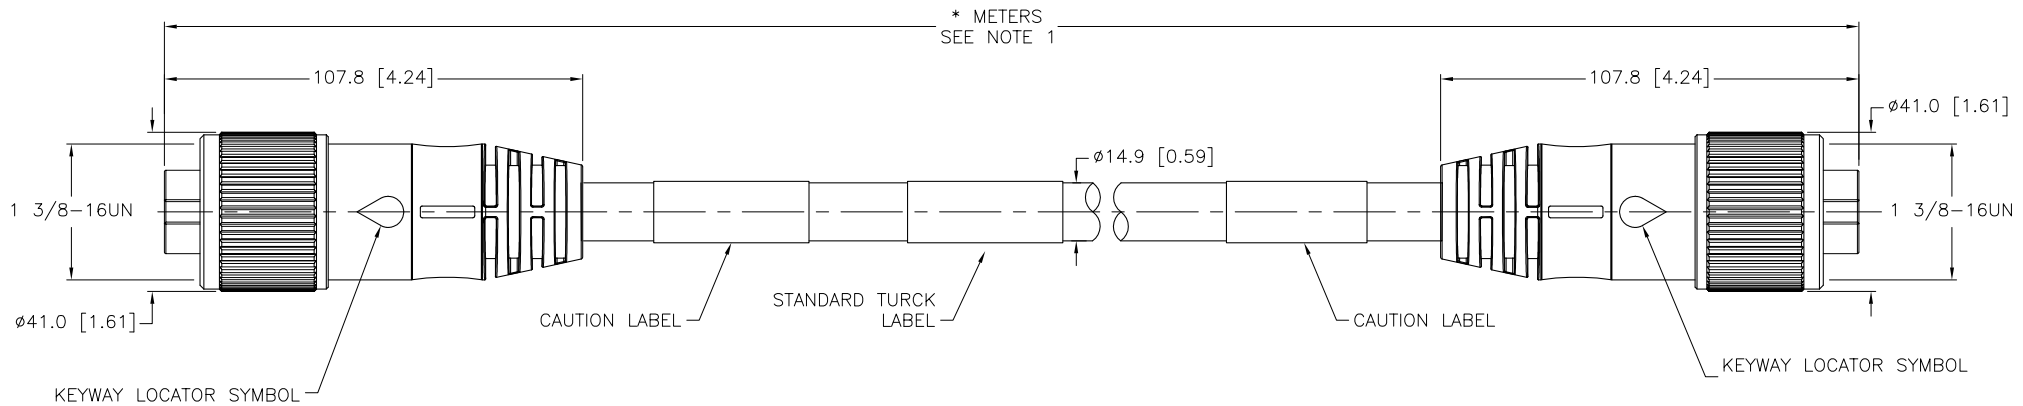 * METERS
SEE NOTE 1
107.8 [4.24]
107.8 [4.24]
ø41.0 [1.61]
ø14.9 [0.59]
1 3/8-16UN
1 3/8-16UN
STANDARD TURCK
LABEL
ø41.0 [1.61]
CAUTION LABEL
CAUTION LABEL
KEYWAY LOCATOR SYMBOL
KEYWAY LOCATOR SYMBOL